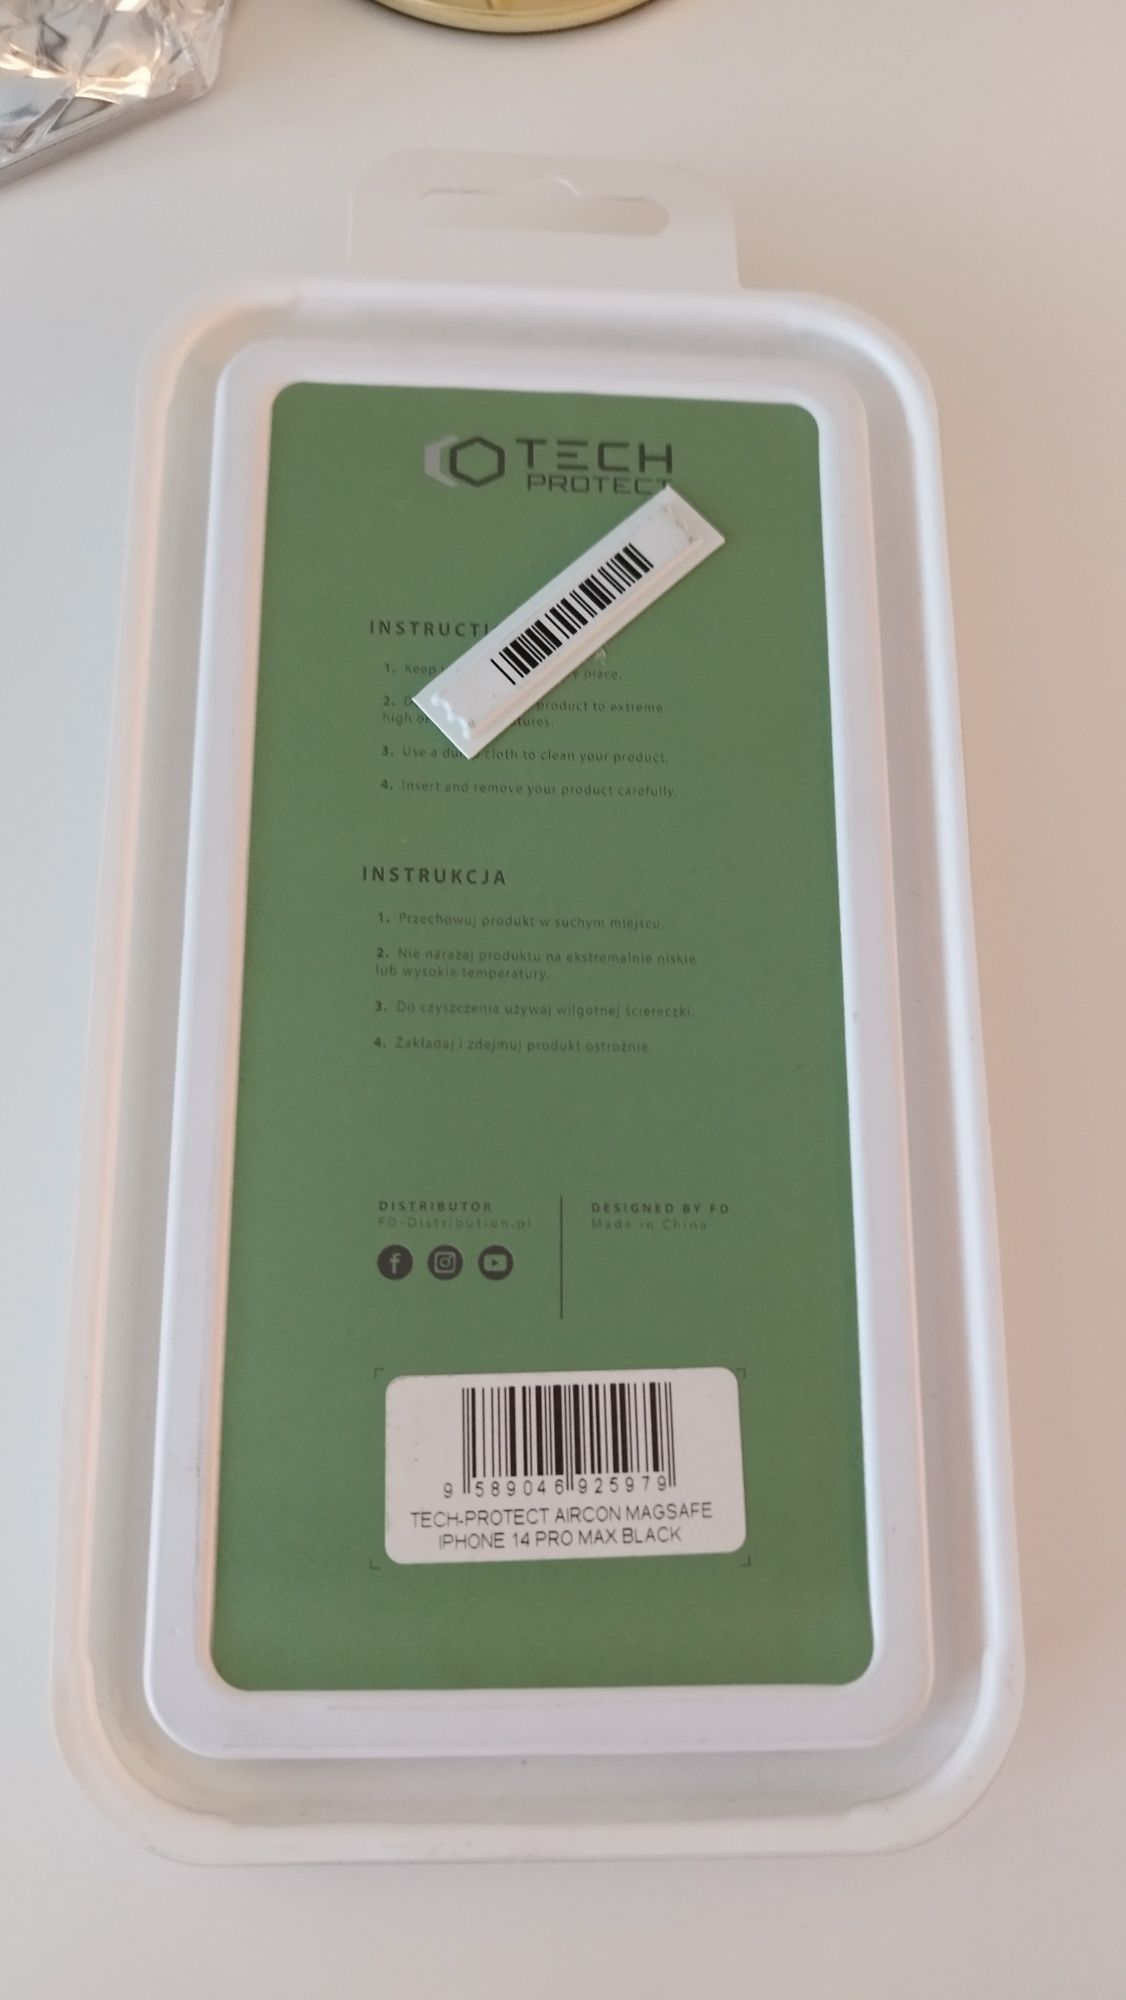 TECH
PROTECT
INSTRUCTI
1. Keep y place.
2. D product to extreme
high or tures.
3. Use a dump cloth to clean your product.
4. Insert and remove your product carefully.
INSTRUKCJA
1. Przechowuj produkt w suchym miejscu.
2. Nie narażaj produktu na ekstremalnie niskie
lub wysokie temperatury.
3. Do czyszczenia używaj wilgotnej ściereczki.
4. Zakładaj i zdejmuj produkt ostrożnie.
DISTRIBUTOR
FD-Distribution.pl
DESIGNED BY FD
Made in China
9 589046 925979
TECH-PROTECT AIRCON MAGSAFE
IPHONE 14 PRO MAX BLACK